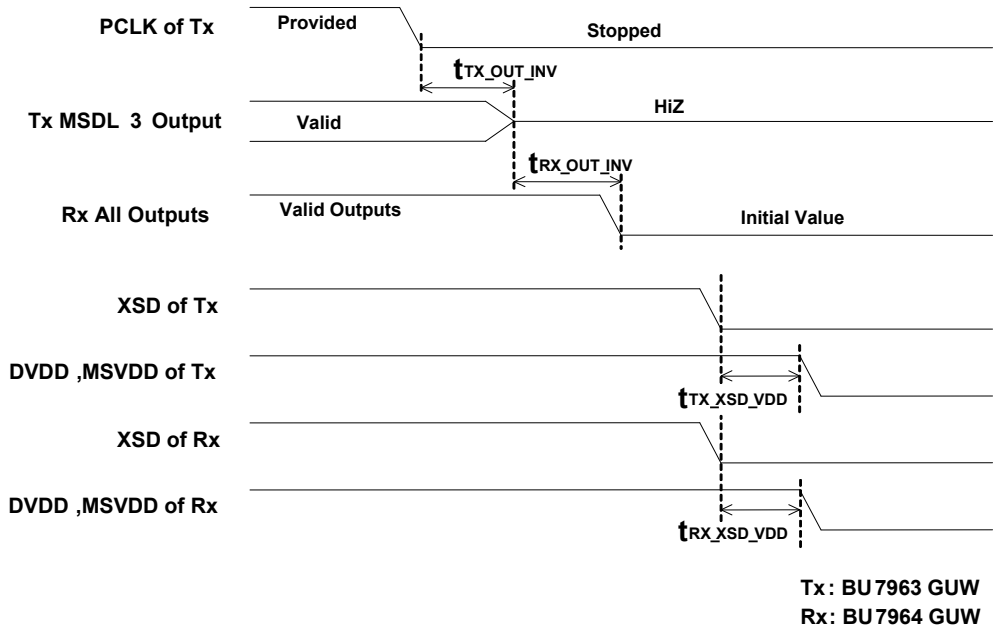 PCLK of Tx
Provided
Stopped
tTX_OUT_INV
Tx MSDL 3 Output
Valid
HiZ
tRX_OUT_INV
Rx All Outputs
Valid Outputs
Initial Value
XSD of Tx
DVDD ,MSVDD of Tx
tTX_XSD_VDD
XSD of Rx
DVDD ,MSVDD of Rx
tRX_XSD_VDD
Tx : BU7963 GUW
Rx: BU7964 GUW